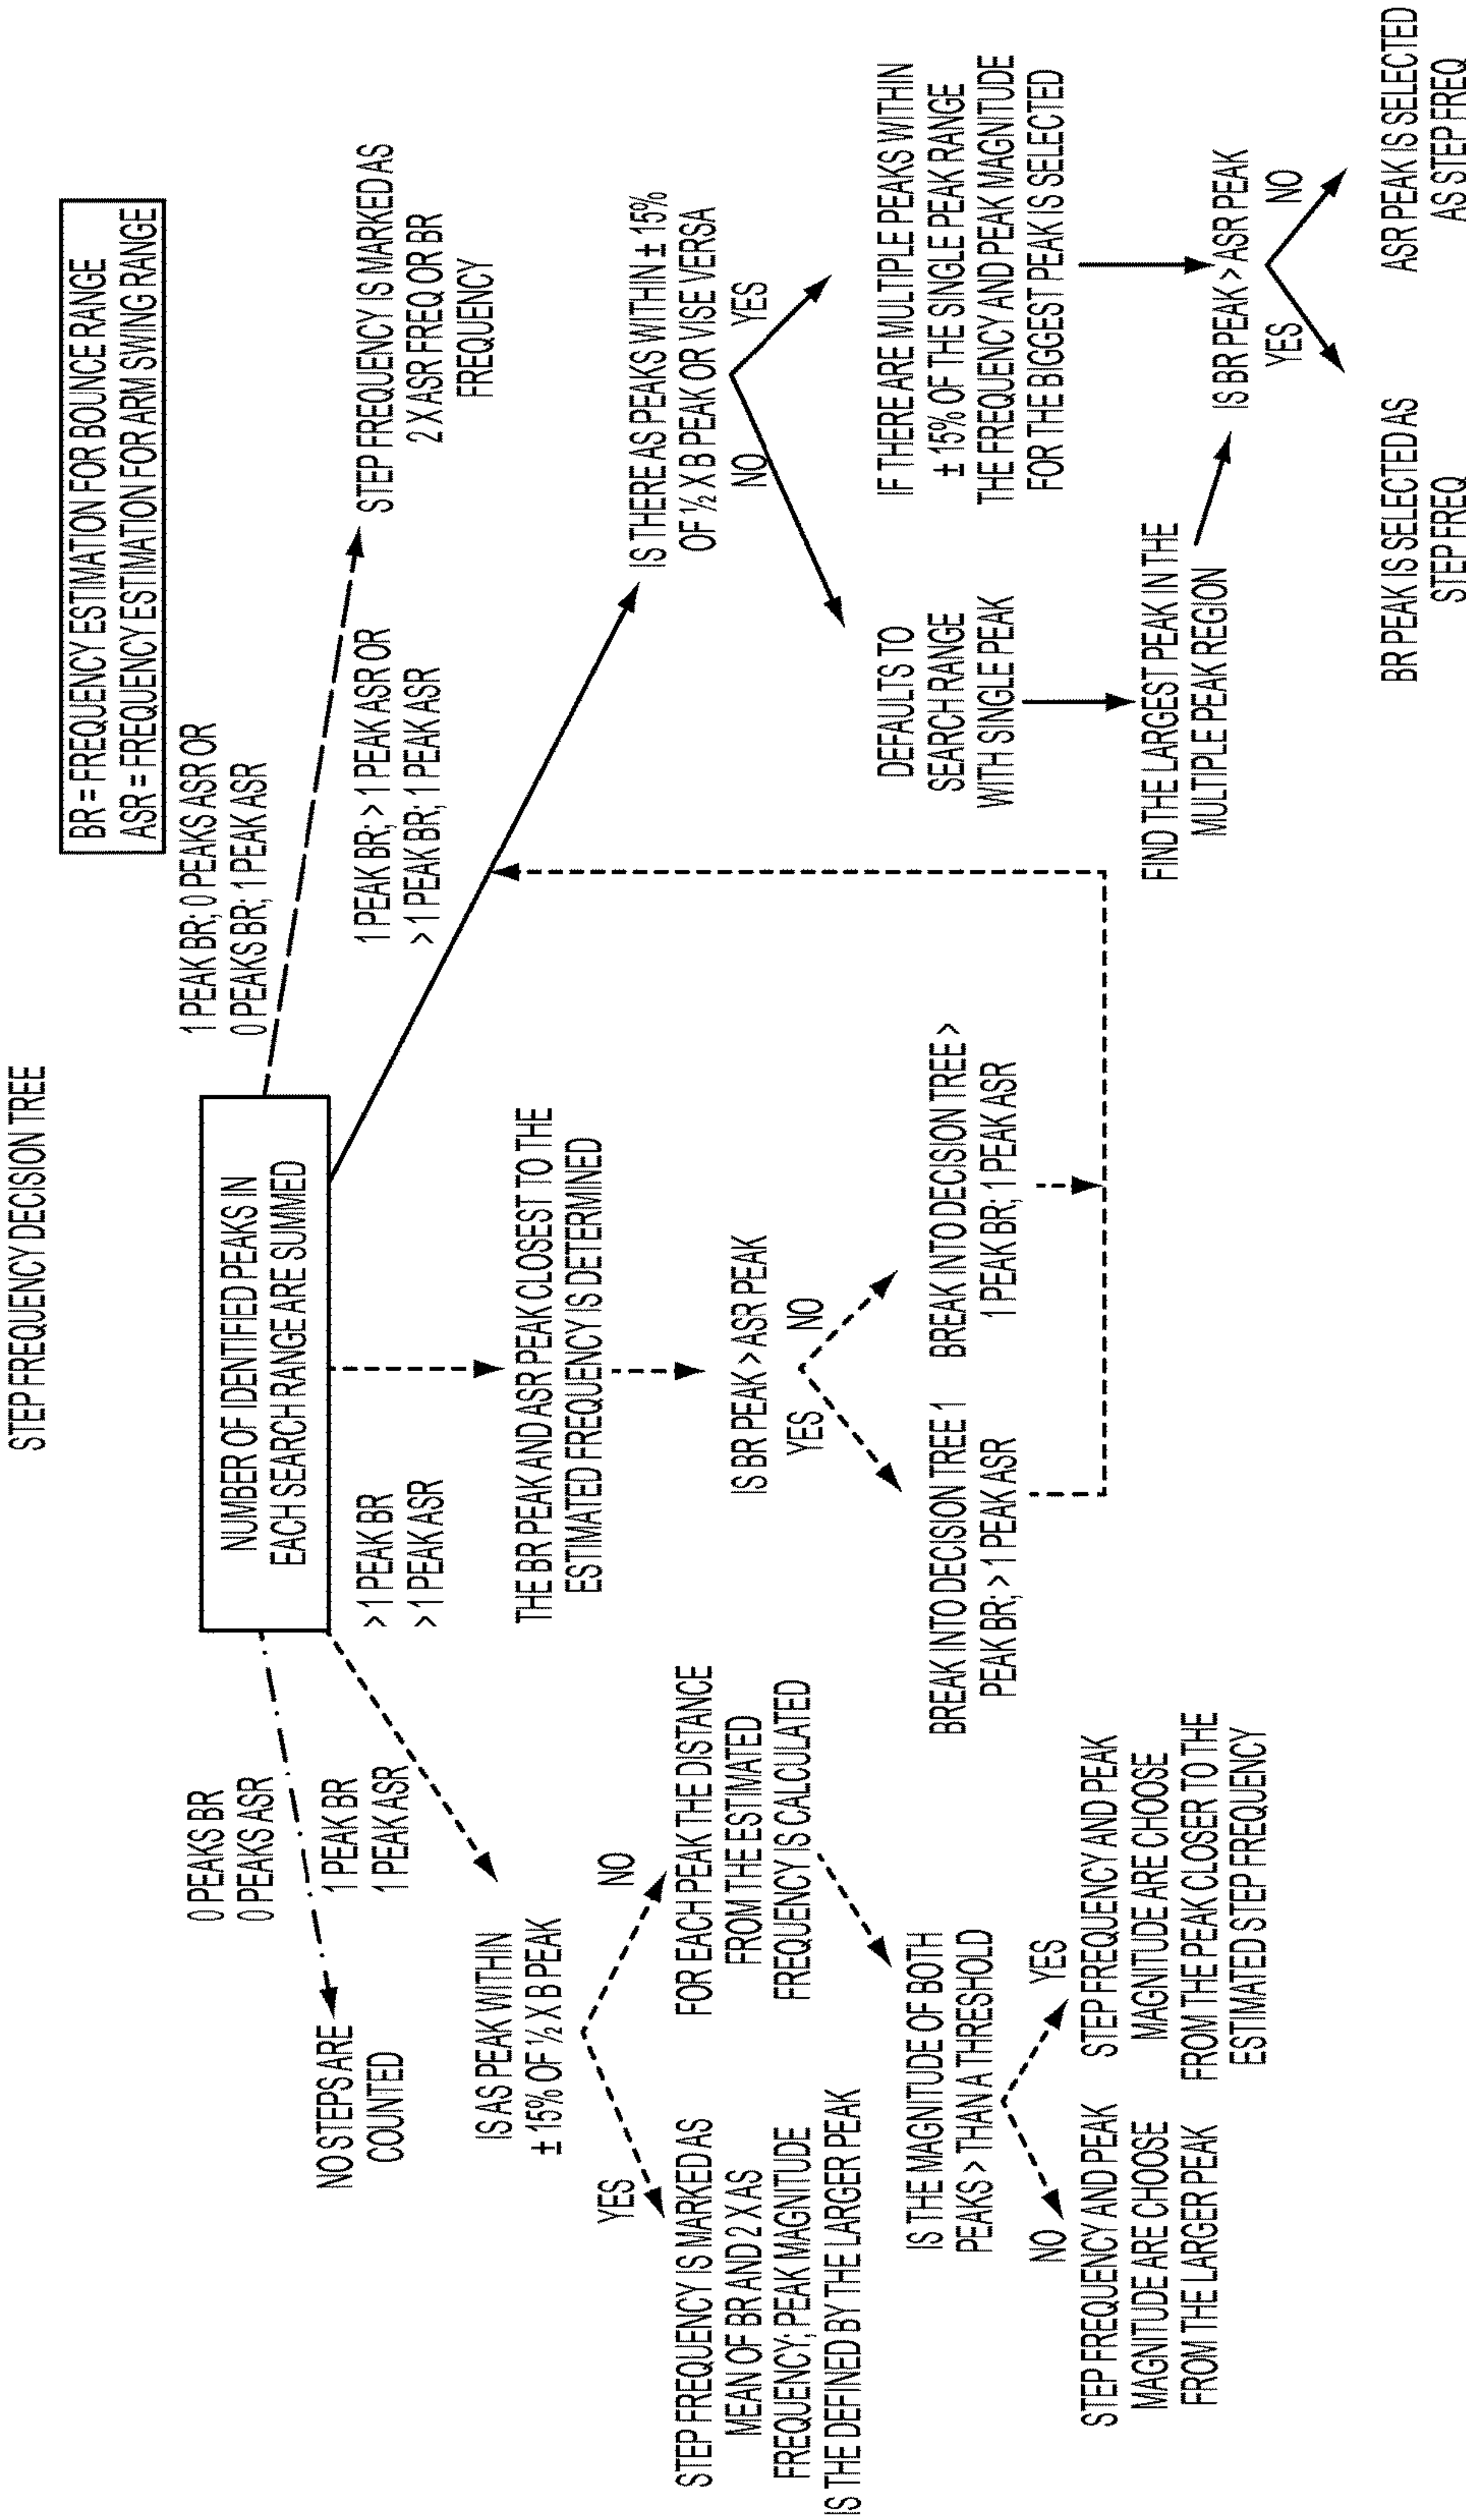 STEP FREQUENCY DECISION TREE
BR = FREQUENCY ESTIMATION FOR BOUNCE RANGE
ASR = FREQUENCY ESTIMATION FOR ARM SWING RANGE
NUMBER OF IDENTIFIED PEAKS IN
EACH SEARCH RANGE ARE SUMMED
0 PEAKS BR
0 PEAKS ASR
NO STEPS ARE
COUNTED
1 PEAK BR
1 PEAK ASR
IS AS PEAK WITHIN
± 15% OF ½ X B PEAK
YES
NO
STEP FREQUENCY IS MARKED AS
MEAN OF BR AND 2 X AS
FREQUENCY; PEAK MAGNITUDE
IS THE DEFINED BY THE LARGER PEAK
FOR EACH PEAK THE DISTANCE
FROM THE ESTIMATED
FREQUENCY IS CALCULATED
IS THE MAGNITUDE OF BOTH
PEAKS > THAN A THRESHOLD
NO
YES
STEP FREQUENCY AND PEAK
MAGNITUDE ARE CHOOSE
FROM THE LARGER PEAK
STEP FREQUENCY AND PEAK
MAGNITUDE ARE CHOOSE
FROM THE PEAK CLOSER TO THE
ESTIMATED STEP FREQUENCY
> 1 PEAK BR
> 1 PEAK ASR
THE BR PEAK AND ASR PEAK CLOSEST TO THE
ESTIMATED FREQUENCY IS DETERMINED
IS BR PEAK > ASR PEAK
YES
NO
BREAK INTO DECISION TREE 1
PEAK BR; > 1 PEAK ASR
BREAK INTO DECISION TREE >
1 PEAK BR; 1 PEAK ASR
1 PEAK BR; 0 PEAKS ASR OR
0 PEAKS BR; 1 PEAK ASR
STEP FREQUENCY IS MARKED AS
2 X ASR FREQ OR BR
FREQUENCY
1 PEAK BR; > 1 PEAK ASR OR
> 1 PEAK BR; 1 PEAK ASR
IS THERE AS PEAKS WITHIN ± 15%
OF ½ X B PEAK OR VISE VERSA
NO
YES
DEFAULTS TO
SEARCH RANGE
WITH SINGLE PEAK
IF THERE ARE MULTIPLE PEAKS WITHIN
± 15% OF THE SINGLE PEAK RANGE
THE FREQUENCY AND PEAK MAGNITUDE
FOR THE BIGGEST PEAK IS SELECTED
FIND THE LARGEST PEAK IN THE
MULTIPLE PEAK REGION
IS BR PEAK > ASR PEAK
YES
NO
BR PEAK IS SELECTED AS
STEP FREQ
ASR PEAK IS SELECTED
AS STEP FREQ